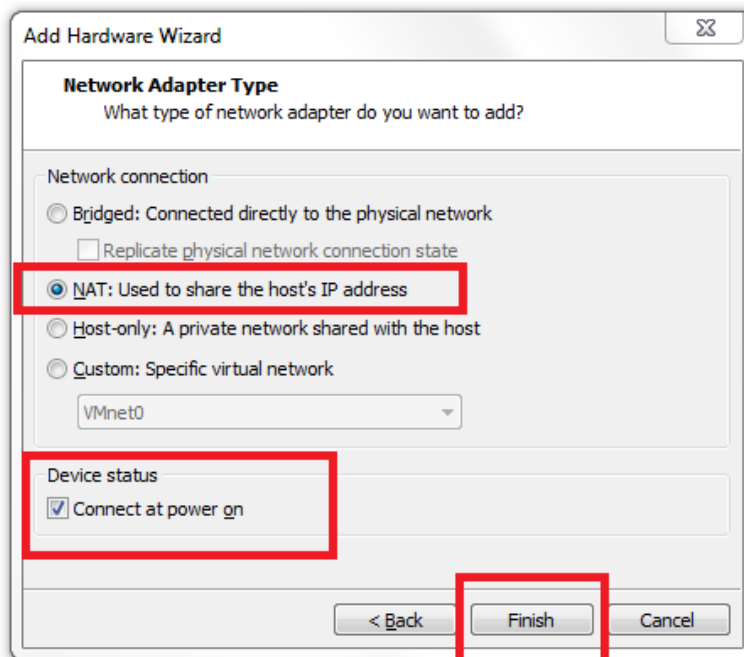 Add Hardware Wizard
Network Adapter Type
What type of network adapter do you want to add?
Network connection
Bridged: Connected directly to the physical network
Replicate physical network connection state
NAT: Used to share the host's IP address
Host-only: A private network shared with the host
Custom: Specific virtual network
VMnet0
Device status
Connect at power on
< Back Finish Cancel